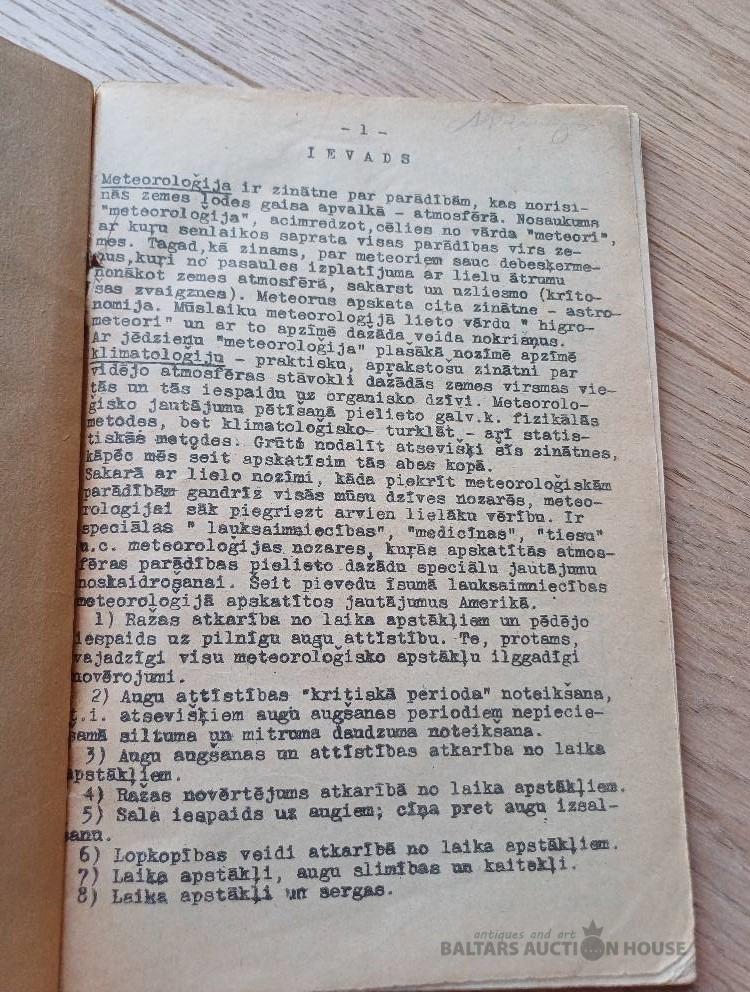 - 1 -
I E V A D S
Meteoroloģija ir zinātne par parādībām, kas norisi-
nās zemes lodes gaisa apvalkā - atmosfērā. Nosaukums
"meteoroloģija", acimredzot, cēlies no vārda "meteori",
ar kuru senlaikos saprata visas parādības virs ze-
mes. Tagad,kā zinams, par meteoriem sauc debesķerme-
ņus,kuri no pasaules izplatījuma ar lielu ātrumu
nonākot zemes atmosfērā, sakarst un uzliesmo (krīto-
šas zvaigznes). Meteorus apskata cita zinātne - astro-
nomija. Mūslaiku meteoroloģijā lieto vārdu " higro-
meteori" un ar to apzīmē dažāda veida nokrišņus.
Ar jēdzienu "meteoroloģija" plašākā nozīmē apzīmē
klimatoloģiju - praktisku, aprakstošu zinātni par
vidējo atmosfēras stāvokli dažādās zemes virsmas vie-
tās un tās iespaidu uz organisko dzīvi. Meteorolo-
ģisko jautājumu pētīšanā pielieto galv.k. fizikālās
metodes, bet klimatoloģisko- turklāt - arī statis-
tiskās metodes. Grūti nodalīt atsevišķi šīs zinātnes,
kāpēc mēs šeit apskatīsim tās abas kopā.
Sakarā ar lielo nozīmi, kāda piekrīt meteoroloģiskām
parādībām gandrīz visās mūsu dzīves nozarēs, meteo-
roloģijai sāk piegriezt arvien lielāku vērību. Ir
speciālas " lauksaimniecības", "medicīnas", "tiesu"
u.c. meteoroloģijas nozares, kurās apskatītās atmos-
fēras parādības pielieto dažādu speciālu jautājumu
noskaidrošanai. Šeit pievedu īsumā lauksaimniecības
meteoroloģijā apskatītos jautājumus Amerikā.
1) Ražas atkarība no laika apstākļiem un pēdējo
iespaids uz pilnīgu augu attīstību. Te, protams,
vajadzīgi visu meteoroloģisko apstākļu ilggadīgi
novērojumi.
2) Augu attīstības "kritiskā perioda" noteikšana,
t.i. atsevišķiem augu augšanas periodiem nepiecie-
šamā siltuma un mitruma daudzuma noteiksana.
3) Augu augšanas un attīstības atkarība no laika
apstākļiem.
4) Ražas novērtējums atkarībā no laika apstākļiem.
5) Sala iespaids uz augiem; cīņa pret augu izsal-
šanu.
6) Lopkopības veidi atkarībā no laika apstākļiem.
7) Laika apstākļi, augu slimības un kaitekļi.
8) Laika apstākļi un sergas.
antiques and art
BALTARS AUCTION HOUSE